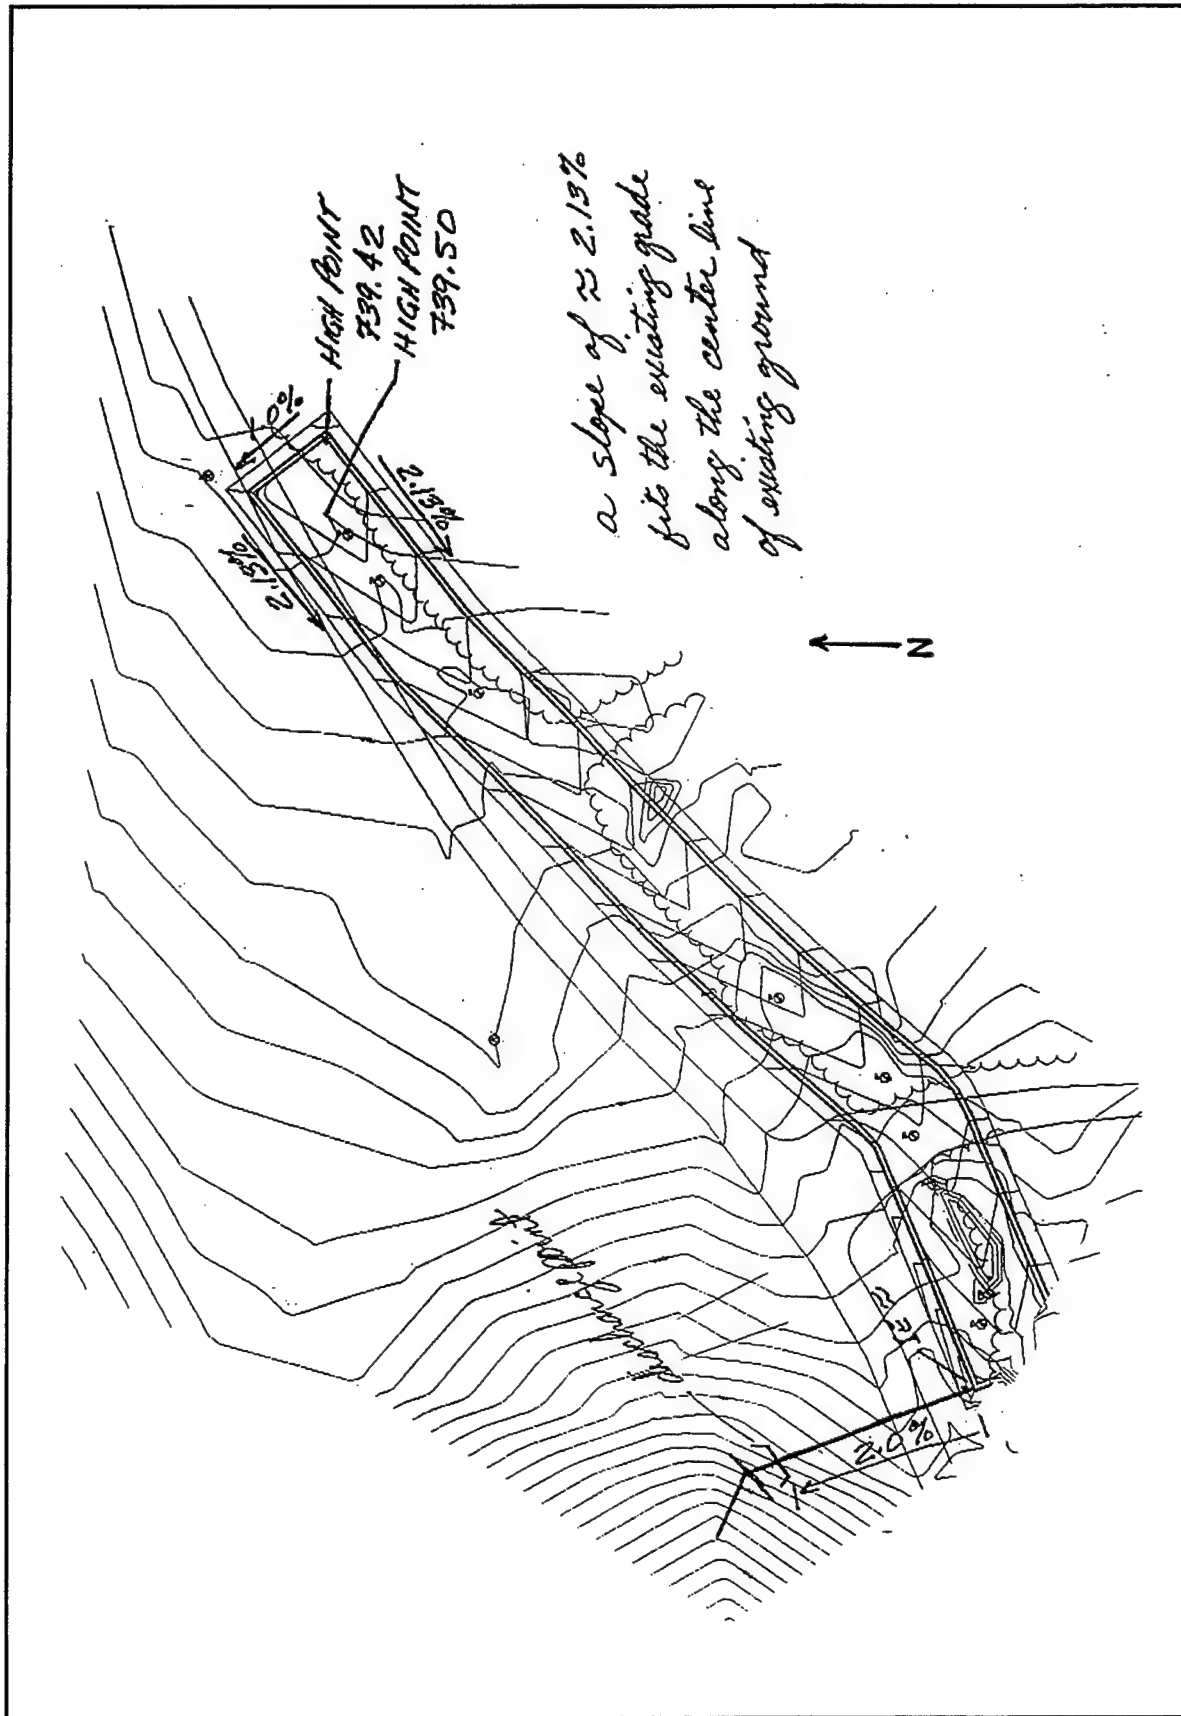 HIGH POINT
739.42
HIGH POINT
739.50
0%
2.13%
2.13%
a slope of ≈ 2.13%
fits the existing grade
along the center line
of existing ground
N
2.0%